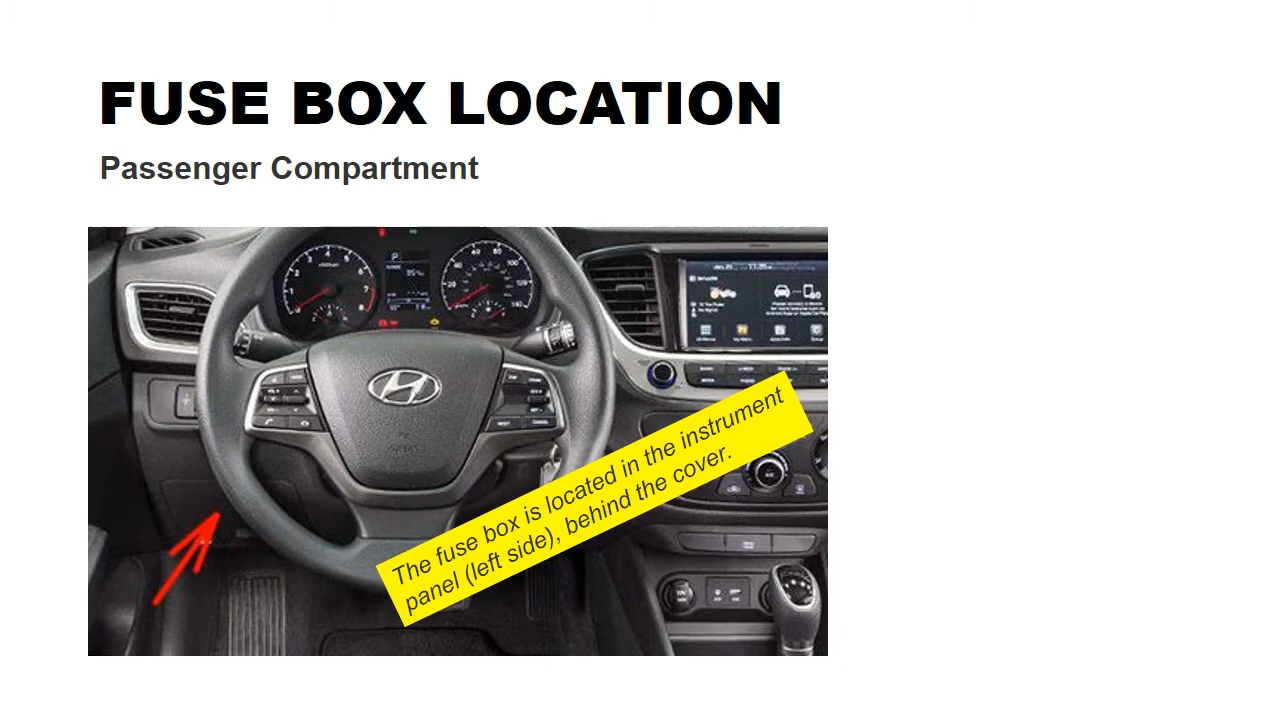 FUSE BOX LOCATION
Passenger Compartment
The fuse box is located in the instrument
panel (left side), behind the cover.